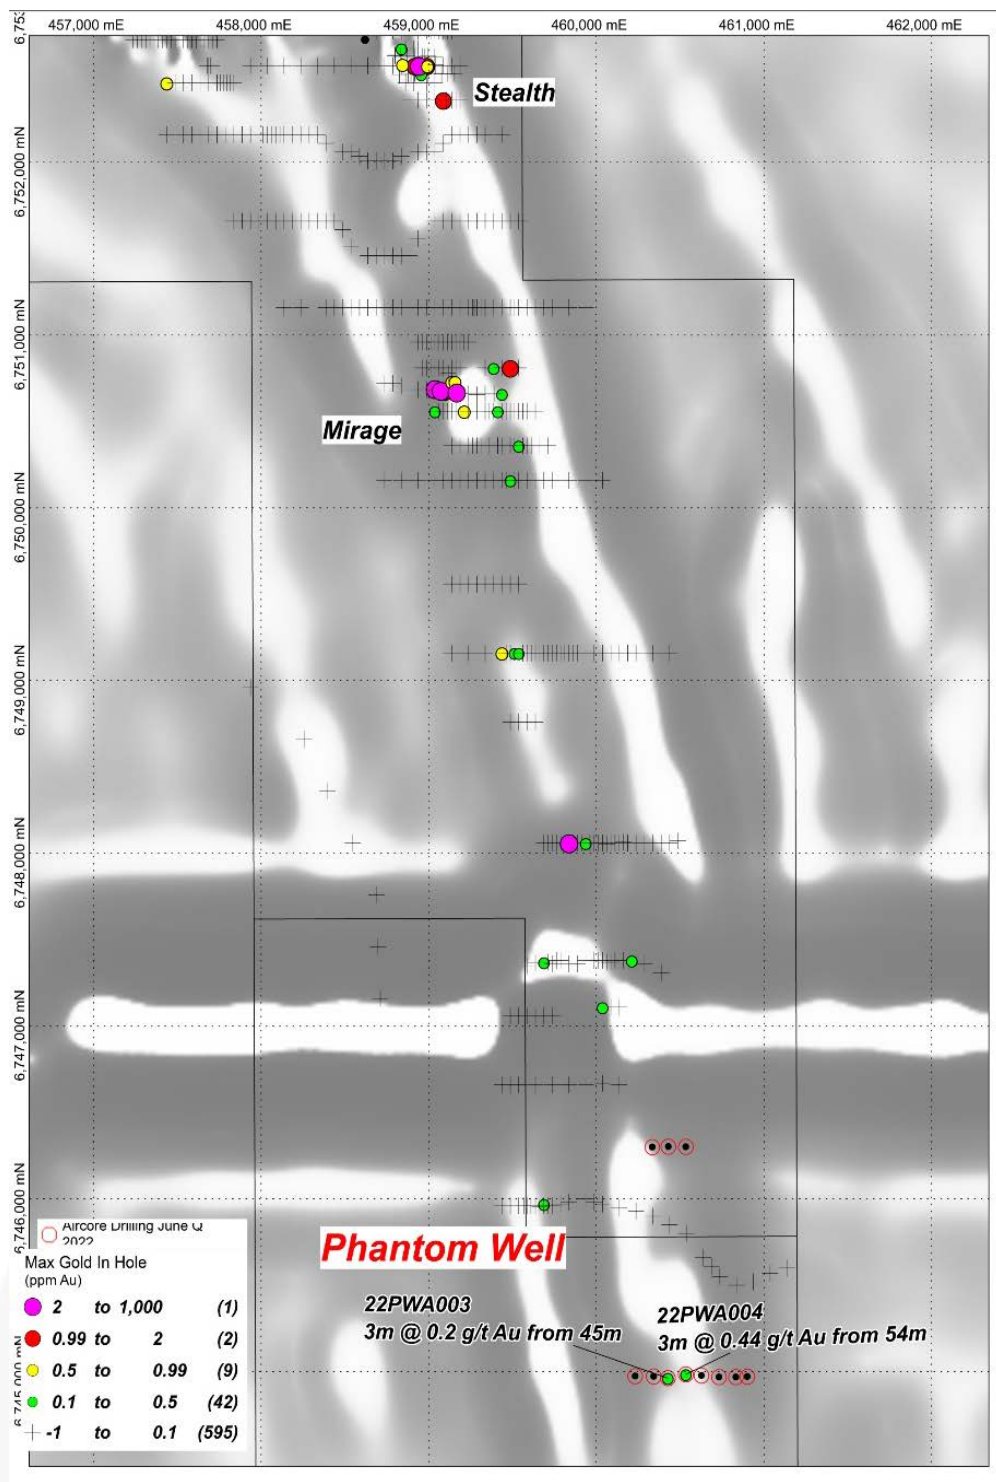 457,000 mE 458,000 mE 459,000 mE 460,000 mE 461,000 mE 462,000 mE
6,752,000 mN
6,751,000 mN
6,750,000 mN
6,749,000 mN
6,748,000 mN
6,747,000 mN
6,746,000 mN
Stealth
Mirage
Phantom Well
22PWA003
3m @ 0.2 g/t Au from 45m
22PWA004
3m @ 0.44 g/t Au from 54m
Aircore Drilling June Q
2022
Max Gold In Hole
(ppm Au)
2 to 1,000 (1)
0.99 to 2 (2)
0.5 to 0.99 (9)
0.1 to 0.5 (42)
-1 to 0.1 (595)